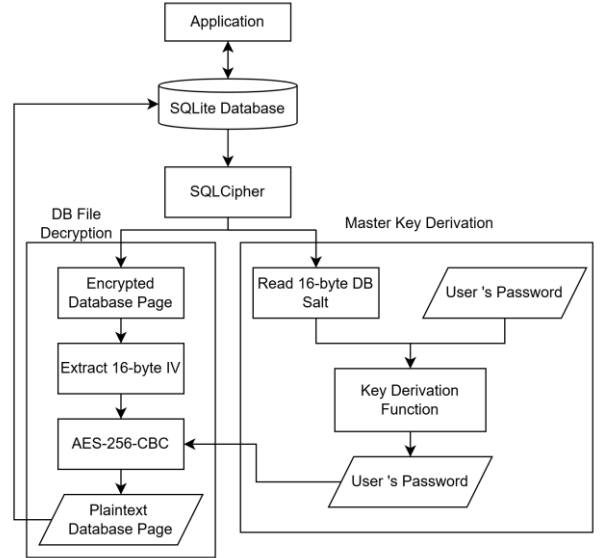 Application
SQLite Database
SQLCipher
DB File
Decryption
Master Key Derivation
Encrypted
Database Page
Read 16-byte DB
Salt
User 's Password
Extract 16-byte IV
Key Derivation
Function
AES-256-CBC
User 's Password
Plaintext
Database Page